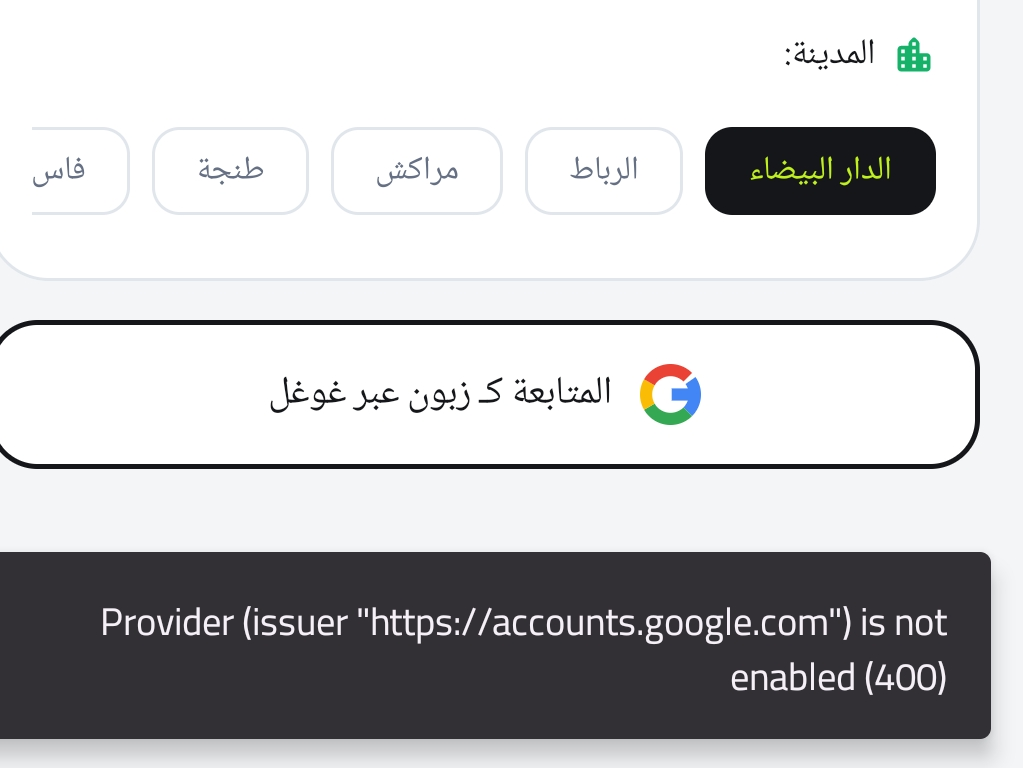 المدينة:
الدار البيضاء
الرباط
مراكش
طنجة
فاس
المتابعة كـ زبون عبر غوغل
Provider (issuer "https://accounts.google.com") is not
enabled (400)